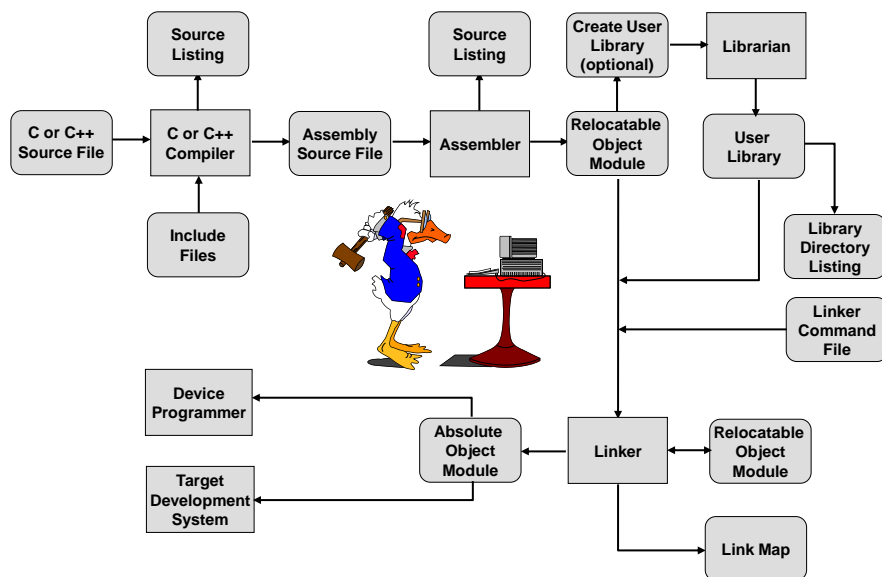 Source
Listing
Source
Listing
Create User
Library
(optional)
Librarian
C or C++
Source File
C or C++
Compiler
Assembly
Source File
Assembler
Relocatable
Object
Module
User
Library
Include
Files
Library
Directory
Listing
Linker
Command
File
Device
Programmer
Absolute
Object
Module
Linker
Relocatable
Object
Module
Target
Development
System
Link Map